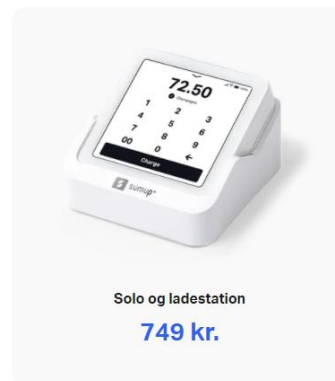 72.50
1 2 3
4 5 6
7 8 9
00 0
Charge
sumup
Solo og ladestation
749 kr.